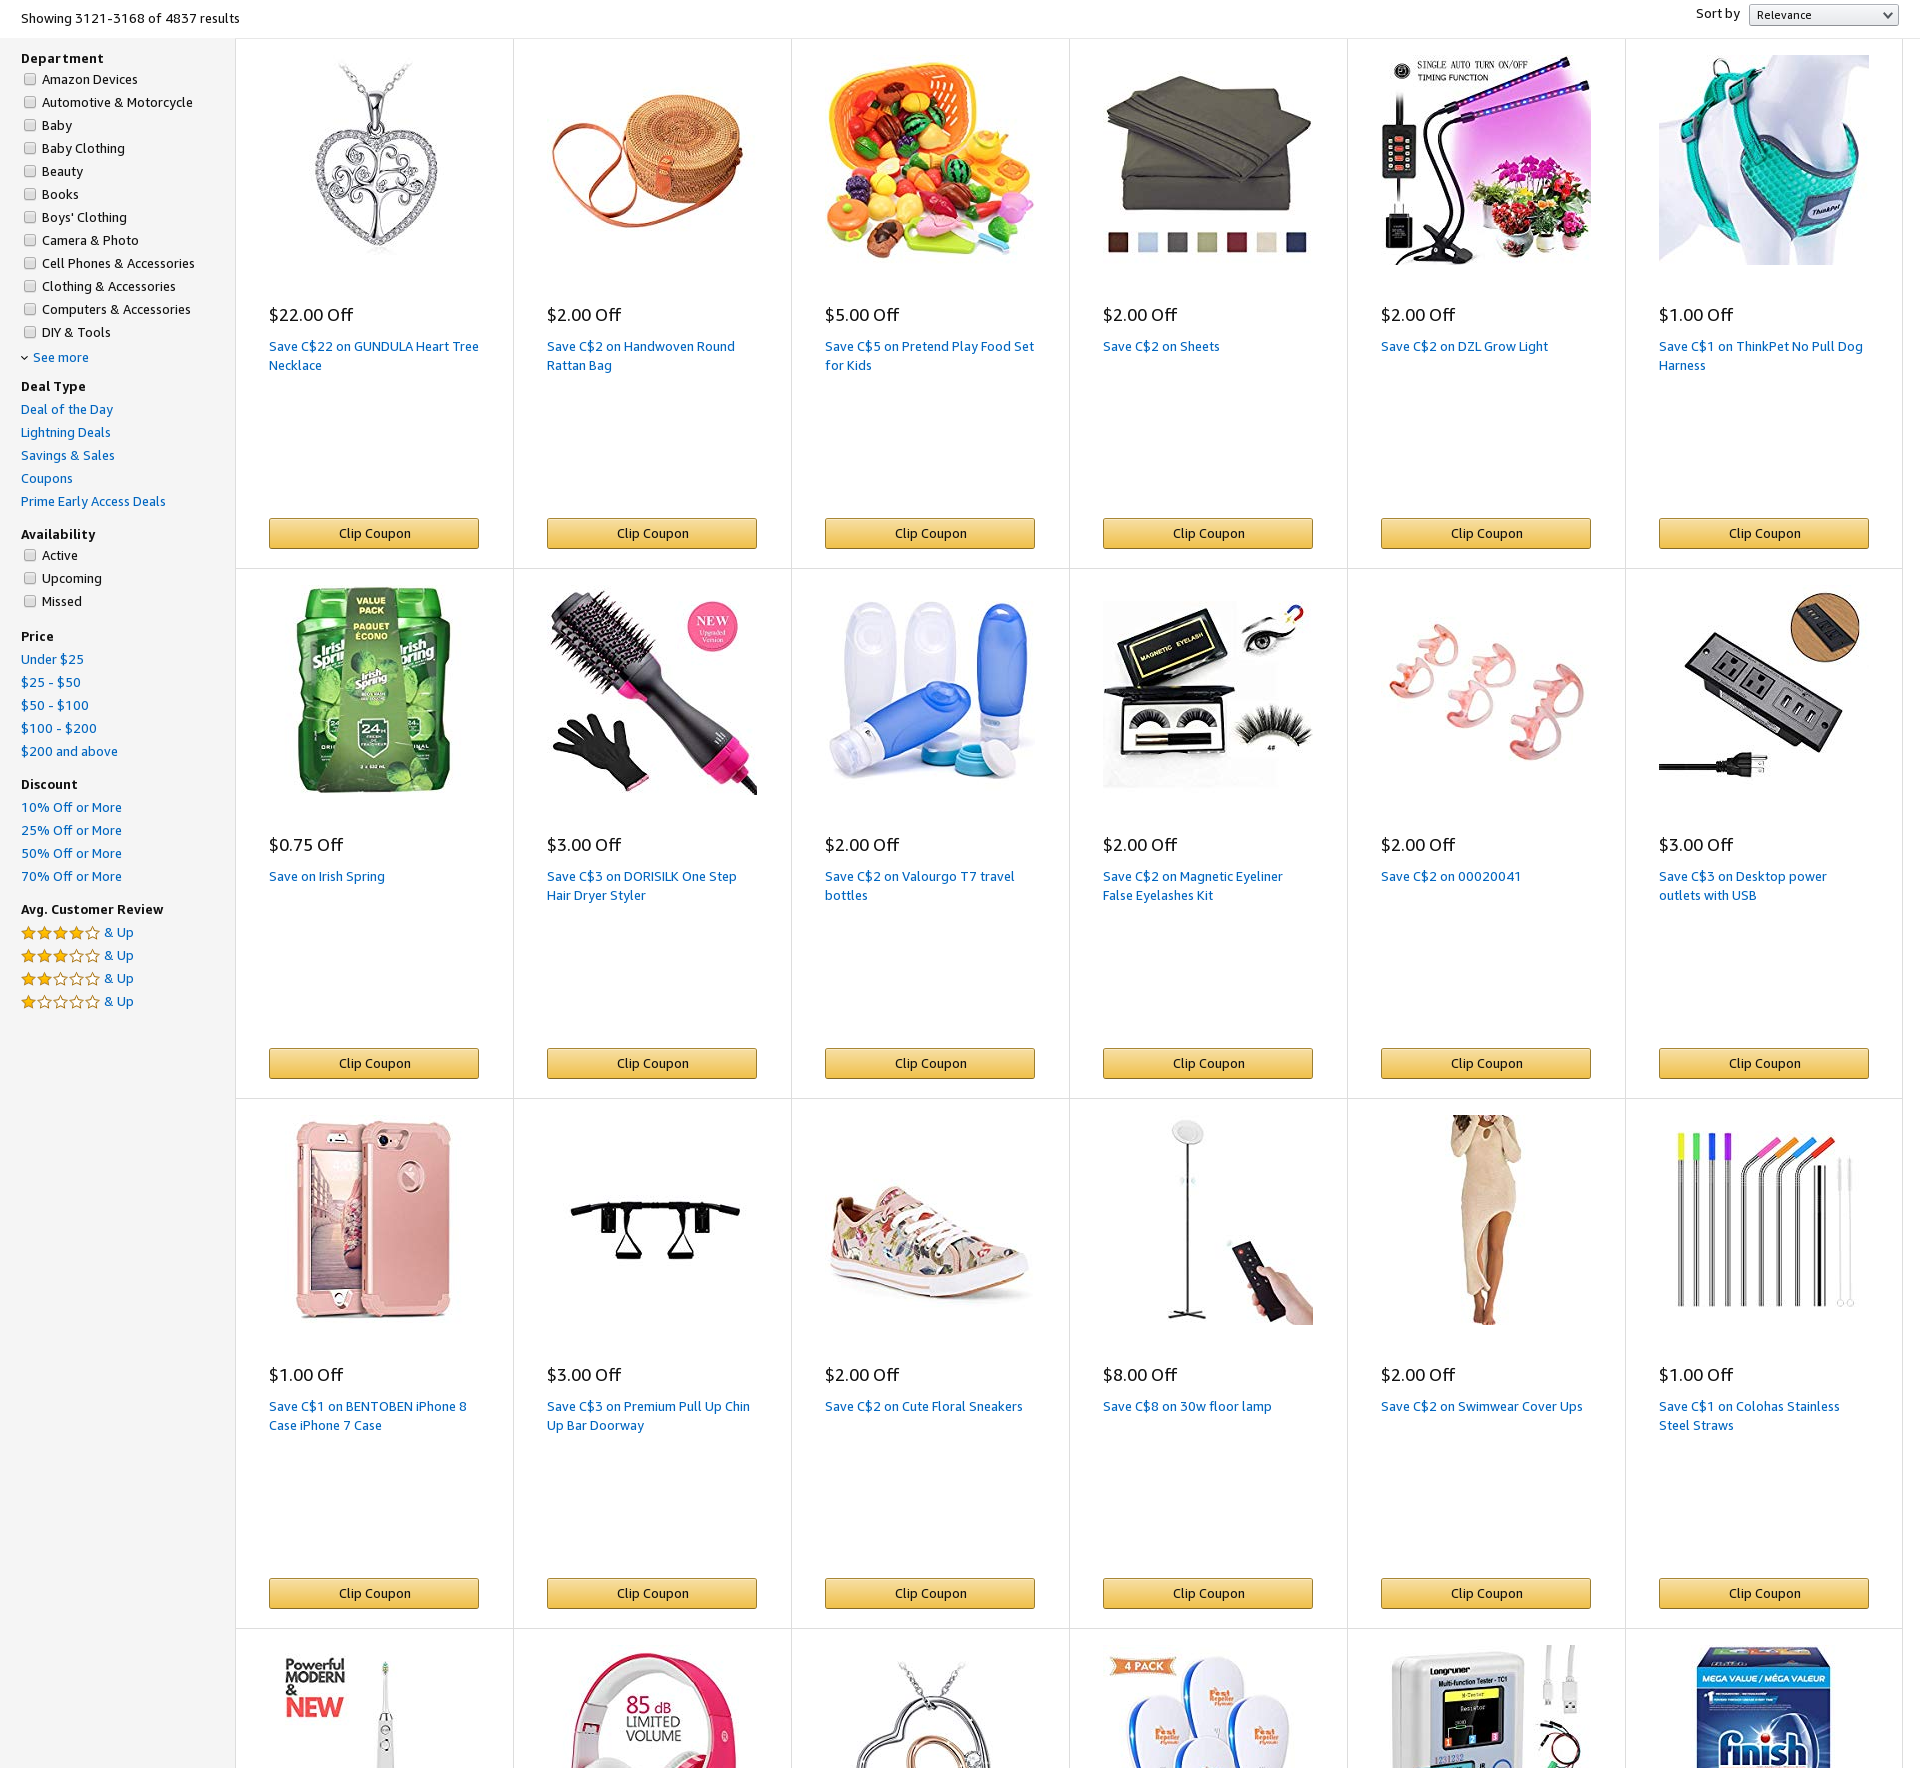 Showing 3121-3168 of 4837 results
Sort by Relevance
Department
Amazon Devices
Automotive & Motorcycle
Baby
Baby Clothing
Beauty
Books
Boys' Clothing
Camera & Photo
Cell Phones & Accessories
Clothing & Accessories
Computers & Accessories
DIY & Tools
See more
Deal Type
Deal of the Day
Lightning Deals
Savings & Sales
Coupons
Prime Early Access Deals
Availability
Active
Upcoming
Missed
Price
Under $25
$25 - $50
$50 - $100
$100 - $200
$200 and above
Discount
10% Off or More
25% Off or More
50% Off or More
70% Off or More
Avg. Customer Review
& Up
& Up
& Up
& Up
$22.00 Off
Save C$22 on GUNDULA Heart Tree
Necklace
Clip Coupon
$2.00 Off
Save C$2 on Handwoven Round
Rattan Bag
Clip Coupon
$5.00 Off
Save C$5 on Pretend Play Food Set
for Kids
Clip Coupon
$2.00 Off
Save C$2 on Sheets
Clip Coupon
SINGLE AUTO TURN ON/OFF
TIMING FUNCTION
$2.00 Off
Save C$2 on DZL Grow Light
Clip Coupon
ThinkPet
$1.00 Off
Save C$1 on ThinkPet No Pull Dog
Harness
Clip Coupon
VALUE
PACK
PAQUET
ÉCONO
Irish
Spring
24H
$0.75 Off
Save on Irish Spring
Clip Coupon
NEW
Upgraded
Version
$3.00 Off
Save C$3 on DORISILK One Step
Hair Dryer Styler
Clip Coupon
$2.00 Off
Save C$2 on Valourgo T7 travel
bottles
Clip Coupon
MAGNETIC EYELASH
4#
$2.00 Off
Save C$2 on Magnetic Eyeliner
False Eyelashes Kit
Clip Coupon
$2.00 Off
Save C$2 on 00020041
Clip Coupon
$3.00 Off
Save C$3 on Desktop power
outlets with USB
Clip Coupon
$1.00 Off
Save C$1 on BENTOBEN iPhone 8
Case iPhone 7 Case
Clip Coupon
$3.00 Off
Save C$3 on Premium Pull Up Chin
Up Bar Doorway
Clip Coupon
$2.00 Off
Save C$2 on Cute Floral Sneakers
Clip Coupon
$8.00 Off
Save C$8 on 30w floor lamp
Clip Coupon
$2.00 Off
Save C$2 on Swimwear Cover Ups
Clip Coupon
$1.00 Off
Save C$1 on Colohas Stainless
Steel Straws
Clip Coupon
Powerful
MODERN
&
NEW
85 dB
LIMITED
VOLUME
4 PACK
Pest
Repeller
Pest
Repeller
Longruner
Multi-function Tester - TC1
Resistor
MEGA VALUE / MÉGA VALEUR
finish